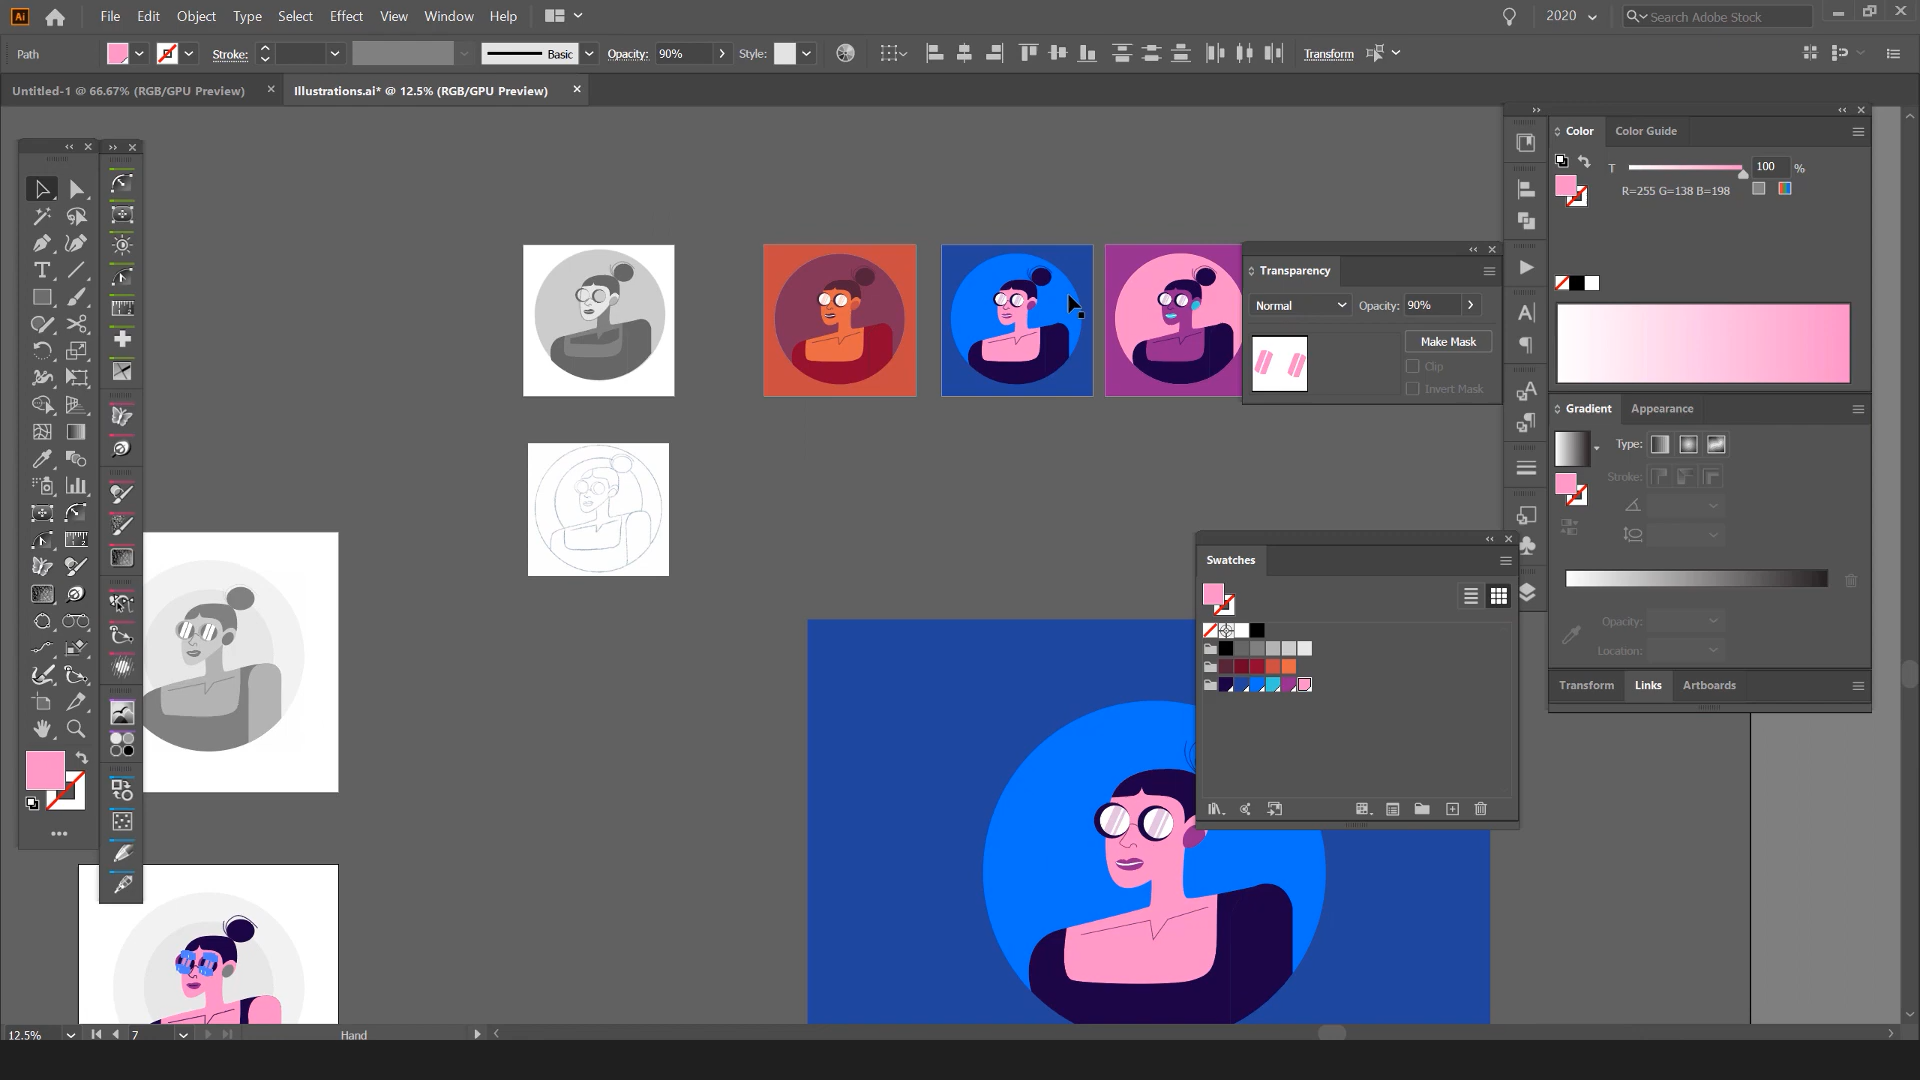 Ai
File
Edit
Object
Type
Select
Effect
View
Window
Help
2020
Search Adobe Stock
Path
Stroke:
Basic
Opacity:
90%
Style:
Transform
Untitled-1 @ 66.67% (RGB/GPU Preview)
Illustrations.ai* @ 12.5% (RGB/GPU Preview)
Color
Color Guide
T
100
%
R=255 G=138 B=198
Transparency
Normal
Opacity:
90%
Make Mask
Clip
Invert Mask
Gradient
Appearance
Type:
Stroke:
Opacity:
Location:
Swatches
Transform
Links
Artboards
12.5%
7
Hand